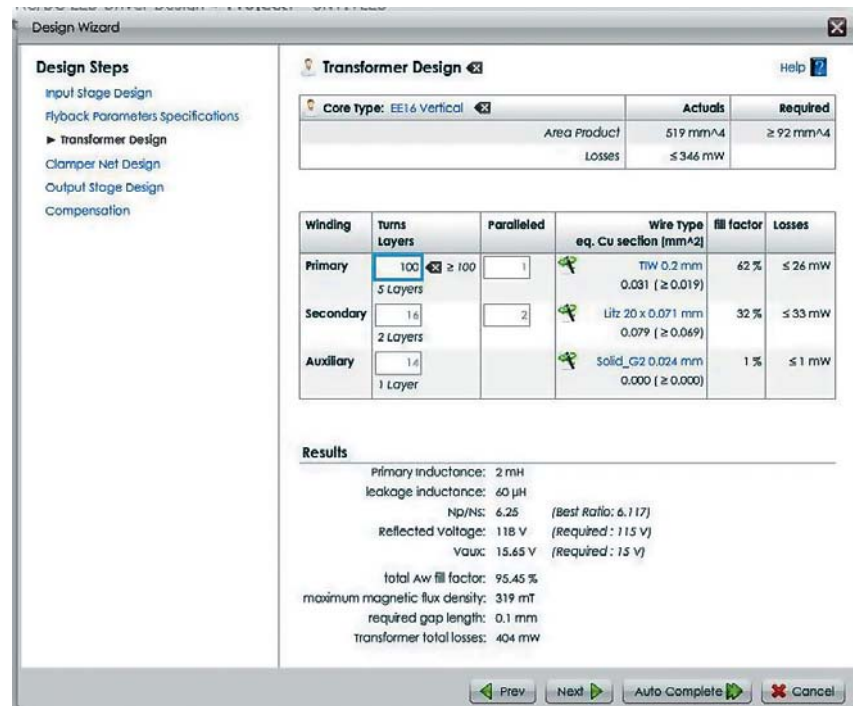 Design Wizard
Design Steps
Input Stage Design
Flyback Parameters Specifications
Transformer Design
Clamper Net Design
Output Stage Design
Compensation
Transformer Design
Help ?
Core Type: EE16 Vertical Actuals Required
Area Product 519 mm^4 ≥ 92 mm^4
Losses ≤ 346 mW
Winding Turns Layers Paralleled Wire Type eq. Cu section [mm^2] fill factor Losses
Primary 100 ≥ 100 1 TIW 0.2 mm 62 % ≤ 26 mW
5 Layers 0.031 ( ≥ 0.019)
Secondary 16 2 Litz 20 x 0.071 mm 32 % ≤ 33 mW
2 Layers 0.079 ( ≥ 0.069)
Auxiliary 14 Solid_G2 0.024 mm 1 % ≤ 1 mW
1 Layer 0.000 ( ≥ 0.000)
Results
Primary Inductance: 2 mH
leakage inductance: 60 µH
Np/Ns: 6.25 (Best Ratio: 6.117)
Reflected Voltage: 118 V (Required : 115 V)
Vaux: 15.65 V (Required : 15 V)
total Aw fill factor: 95.45 %
maximum magnetic flux density: 319 mT
required gap length: 0.1 mm
Transformer total losses: 404 mW
Prev Next Auto Complete Cancel